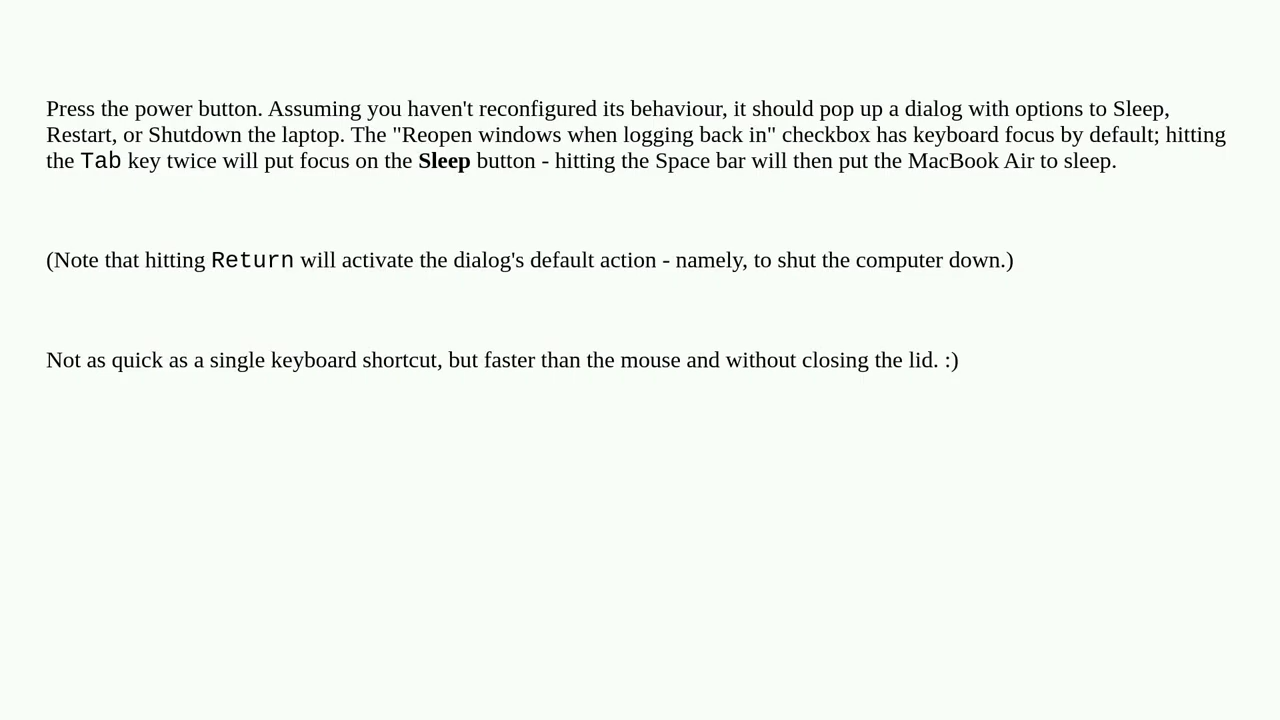 Press the power button. Assuming you haven't reconfigured its behaviour, it should pop up a dialog with options to Sleep,
Restart, or Shutdown the laptop. The "Reopen windows when logging back in" checkbox has keyboard focus by default; hitting
the Tab key twice will put focus on the Sleep button - hitting the Space bar will then put the MacBook Air to sleep.
(Note that hitting Return will activate the dialog's default action - namely, to shut the computer down.)
Not as quick as a single keyboard shortcut, but faster than the mouse and without closing the lid. :)